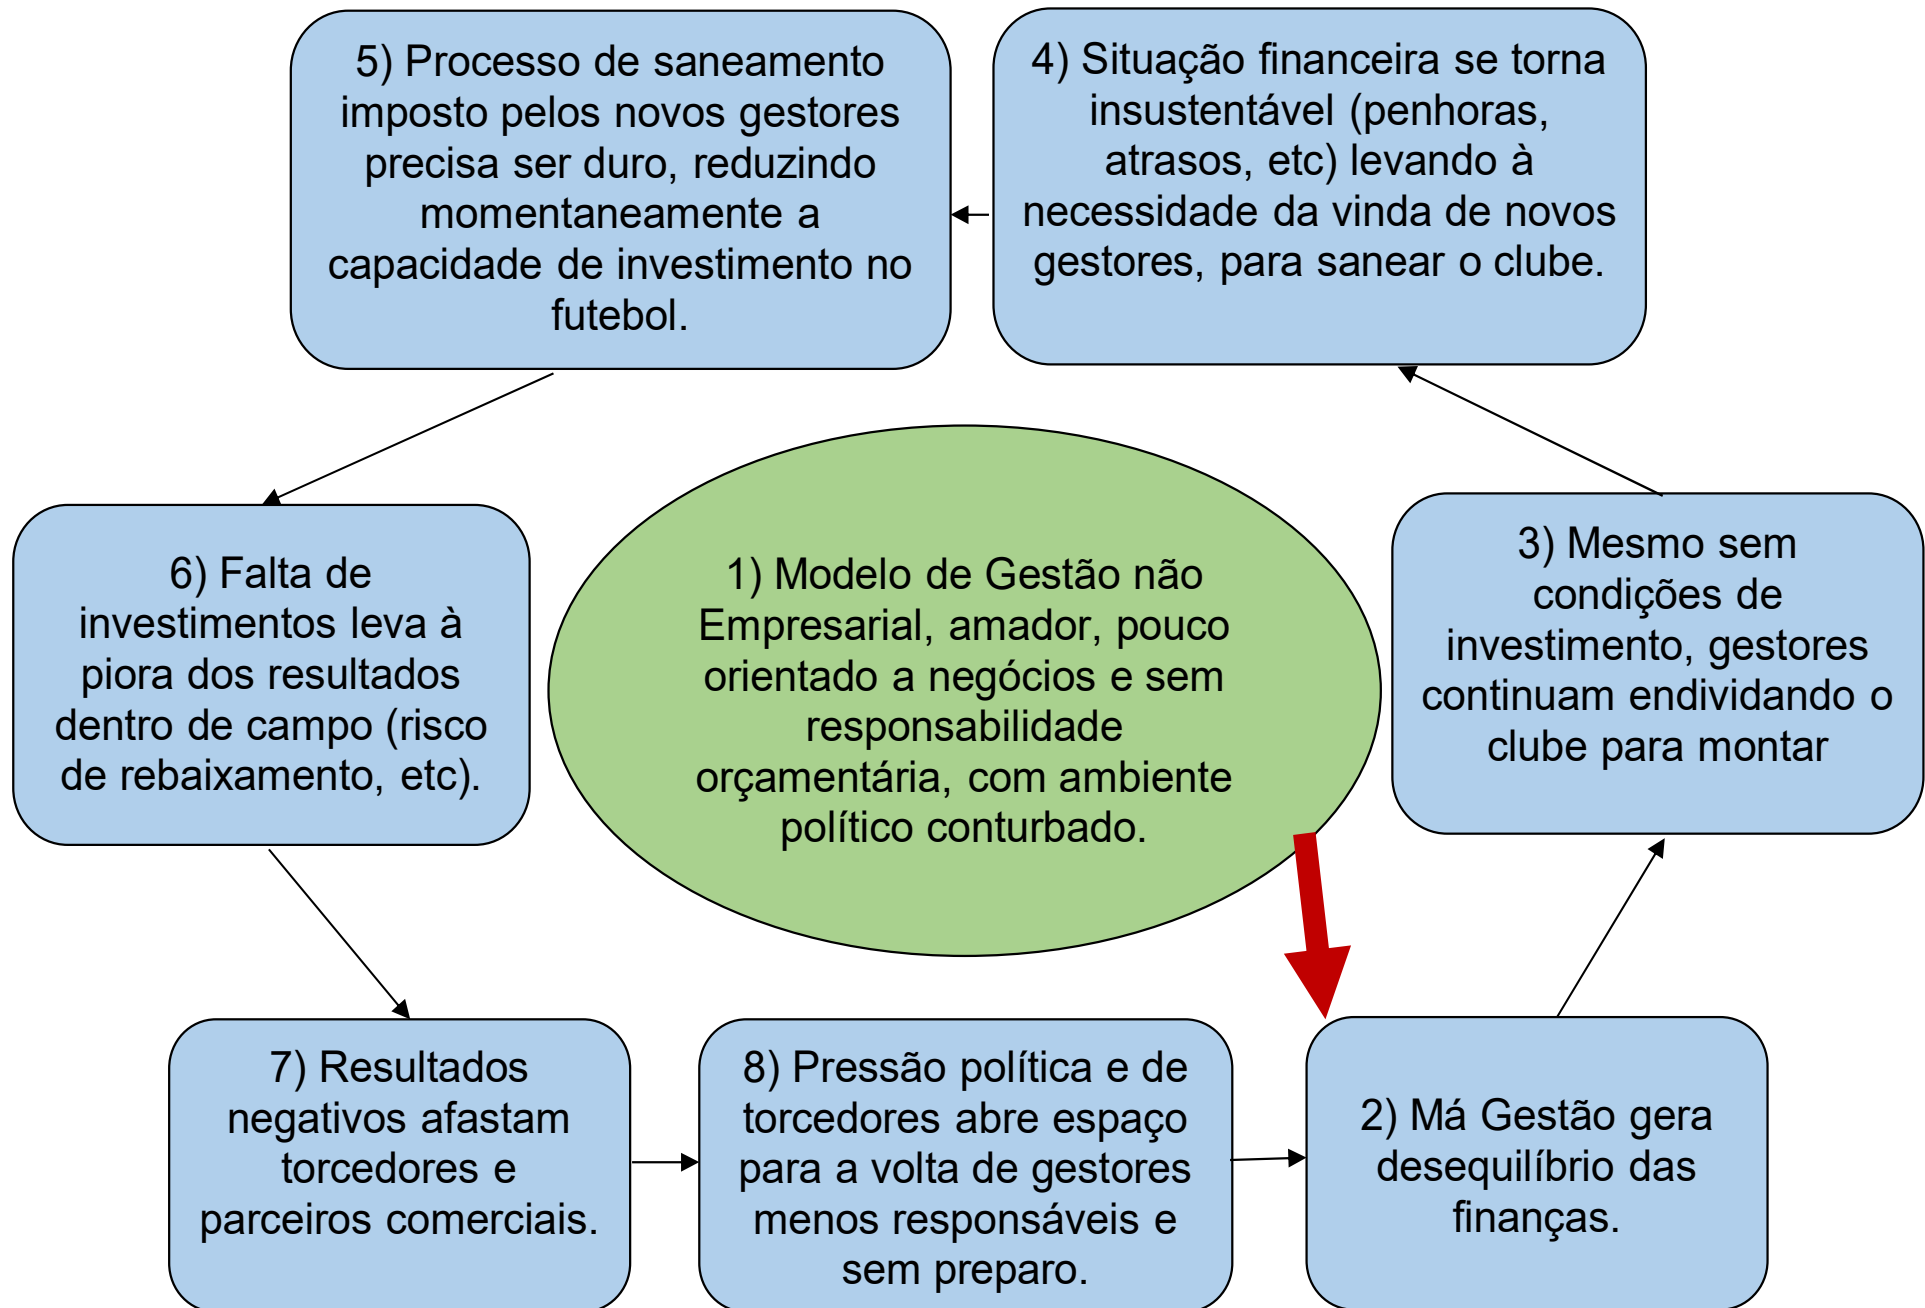 5) Processo de saneamento
imposto pelos novos gestores
precisa ser duro, reduzindo
momentaneamente a
capacidade de investimento no
futebol.
4) Situação financeira se torna
insustentável (penhoras,
atrasos, etc) levando à
necessidade da vinda de novos
gestores, para sanear o clube.
6) Falta de
investimentos leva à
piora dos resultados
dentro de campo (risco
de rebaixamento, etc).
1) Modelo de Gestão não
Empresarial, amador, pouco
orientado a negócios e sem
responsabilidade
orçamentária, com ambiente
político conturbado.
3) Mesmo sem
condições de
investimento, gestores
continuam endividando o
clube para montar
7) Resultados
negativos afastam
torcedores e
parceiros comerciais.
8) Pressão política e de
torcedores abre espaço
para a volta de gestores
menos responsáveis e
sem preparo.
2) Má Gestão gera
desequilíbrio das
finanças.